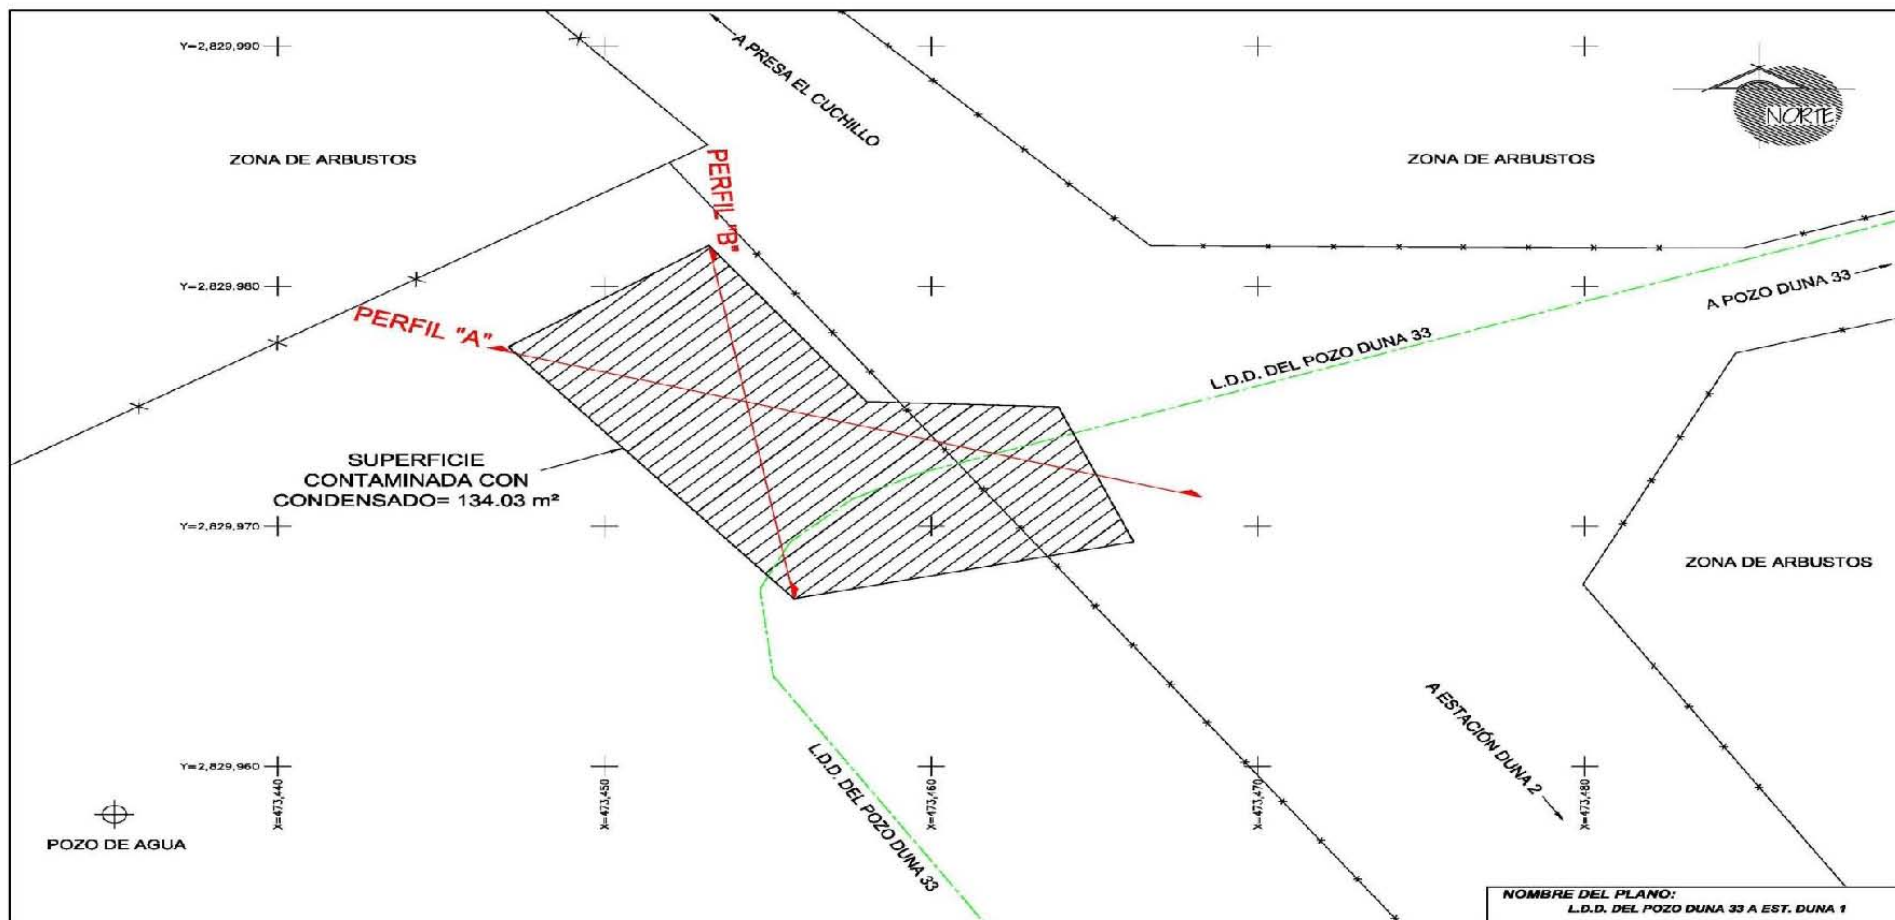 Y=2,829,990
A PRESA EL CUCHILLO
NORTE
ZONA DE ARBUSTOS
ZONA DE ARBUSTOS
PERFIL "B"
Y=2,829,980
A POZO DUNA 33
PERFIL "A"
L.D.D. DEL POZO DUNA 33
SUPERFICIE
CONTAMINADA CON
CONDENSADO= 134.03 m²
Y=2,829,970
ZONA DE ARBUSTOS
A ESTACIÓN DUNA 2
Y=2,829,960
X=473,440
X=473,450
X=473,460
X=473,470
X=473,480
L.D.D. DEL POZO DUNA 33
POZO DE AGUA
NOMBRE DEL PLANO:
L.D.D. DEL POZO DUNA 33 A EST. DUNA 1